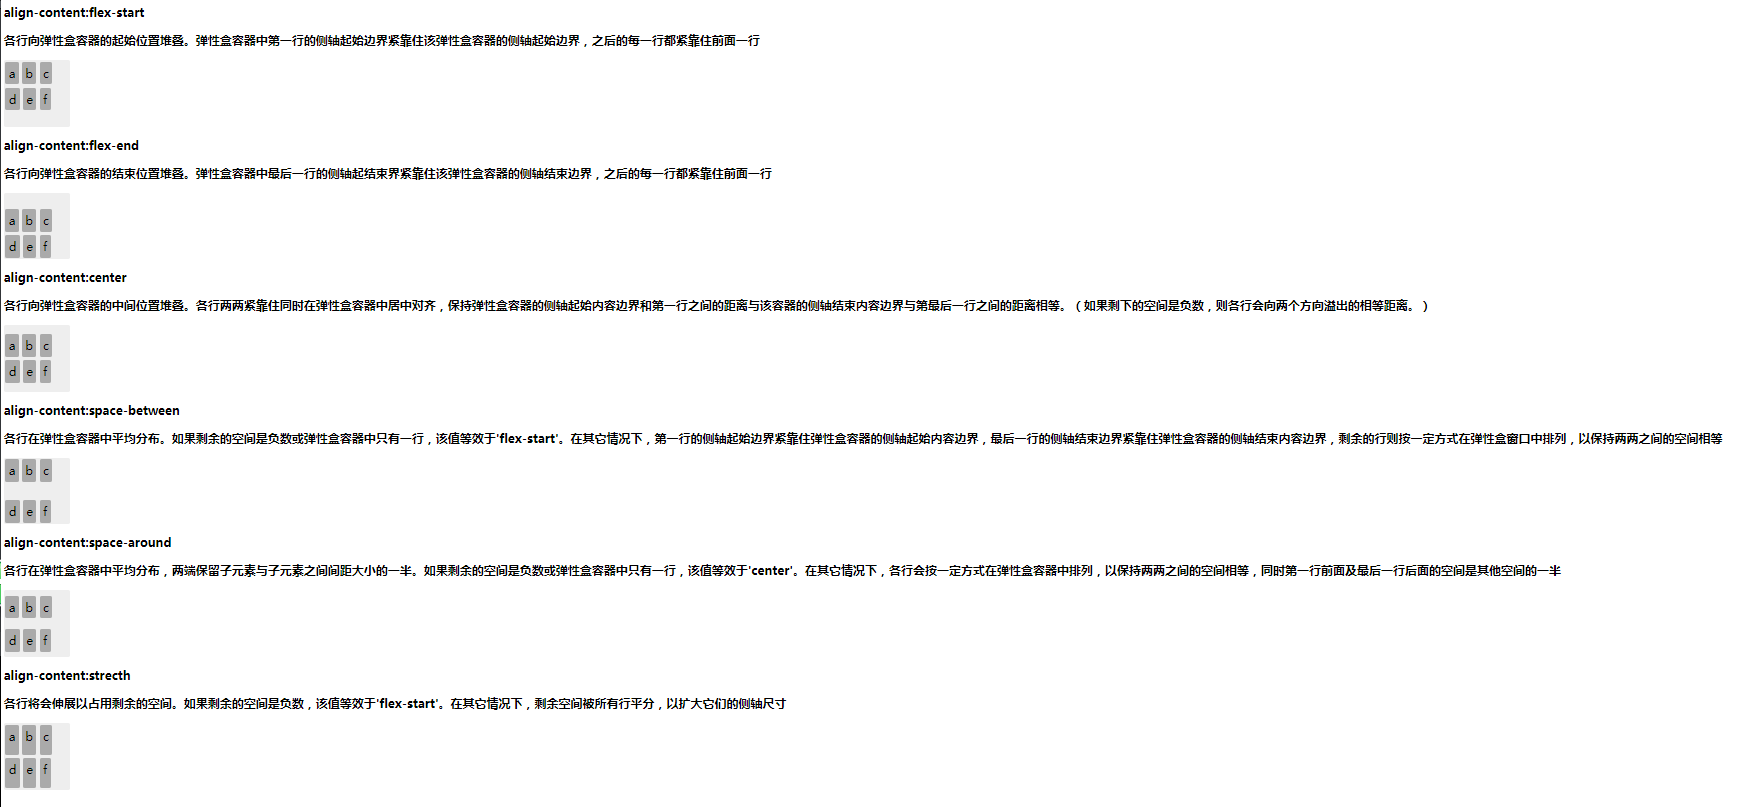 align-content:flex-start
各行向弹性盒容器的起始位置堆叠。弹性盒容器中第一行的侧轴起始边界紧靠住该弹性盒容器的侧轴起始边界，之后的每一行都紧靠住前面一行
a b c
d e f
align-content:flex-end
各行向弹性盒容器的结束位置堆叠。弹性盒容器中最后一行的侧轴起结束界紧靠住该弹性盒容器的侧轴结束边界，之后的每一行都紧靠住前面一行
a b c
d e f
align-content:center
各行向弹性盒容器的中间位置堆叠。各行两两紧靠住同时在弹性盒容器中居中对齐，保持弹性盒容器的侧轴起始内容边界和第一行之间的距离与该容器的侧轴结束内容边界与第最后一行之间的距离相等。（如果剩下的空间是负数，则各行会向两个方向溢出的相等距离。）
a b c
d e f
align-content:space-between
各行在弹性盒容器中平均分布。如果剩余的空间是负数或弹性盒容器中只有一行，该值等效于'flex-start'。在其它情况下，第一行的侧轴起始边界紧靠住弹性盒容器的侧轴起始内容边界，最后一行的侧轴结束边界紧靠住弹性盒容器的侧轴结束内容边界，剩余的行则按一定方式在弹性盒窗口中排列，以保持两两之间的空间相等
a b c
d e f
align-content:space-around
各行在弹性盒容器中平均分布，两端保留子元素与子元素之间间距大小的一半。如果剩余的空间是负数或弹性盒容器中只有一行，该值等效于'center'。在其它情况下，各行会按一定方式在弹性盒容器中排列，以保持两两之间的空间相等，同时第一行前面及最后一行后面的空间是其他空间的一半
a b c
d e f
align-content:strecth
各行将会伸展以占用剩余的空间。如果剩余的空间是负数，该值等效于'flex-start'。在其它情况下，剩余空间被所有行平分，以扩大它们的侧轴尺寸
a b c
d e f